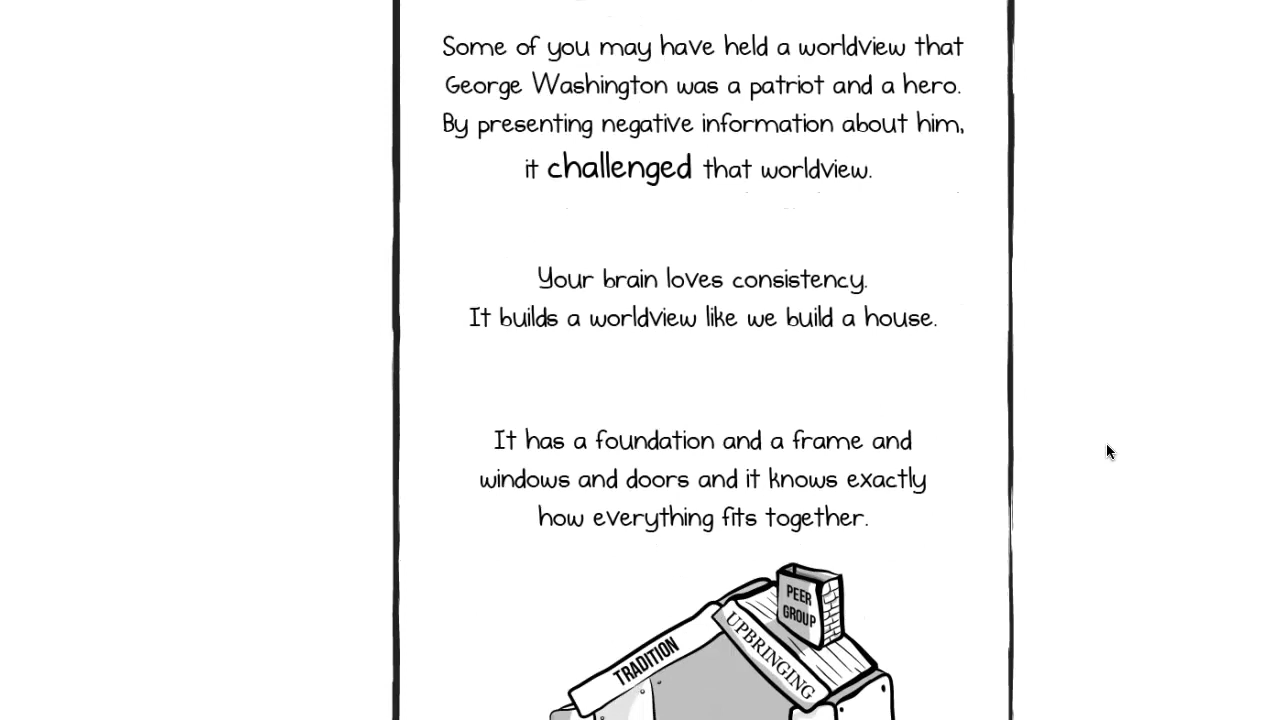 Some of you may have held a worldview that
George Washington was a patriot and a hero.
By presenting negative information about him,
it challenged that worldview.
Your brain loves consistency.
It builds a worldview like we build a house.
It has a foundation and a frame and
windows and doors and it knows exactly
how everything fits together.
PEER
GROUP
TRADITION
UPBRINGING